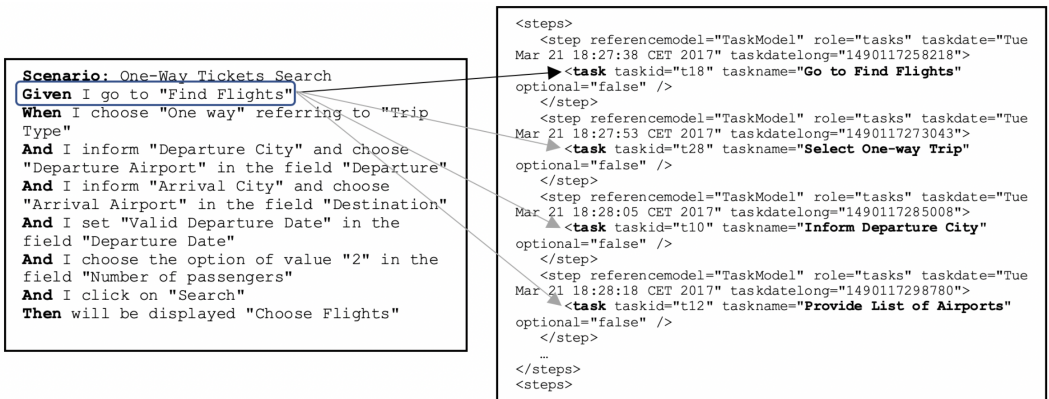 Scenario: One-Way Tickets Search
Given I go to "Find Flights"
When I choose "One way" referring to "Trip
Type"
And I inform "Departure City" and choose
"Departure Airport" in the field "Departure"
And I inform "Arrival City" and choose
"Arrival Airport" in the field "Destination"
And I set "Valid Departure Date" in the
field "Departure Date"
And I choose the option of value "2" in the
field "Number of passengers"
And I click on "Search"
Then will be displayed "Choose Flights"
<steps>
<step referencemodel="TaskModel" role="tasks" taskdate="Tue
Mar 21 18:27:38 CET 2017" taskdatelong="1490117258218">
<task taskid="t18" taskname="Go to Find Flights"
optional="false" />
</step>
<step referencemodel="TaskModel" role="tasks" taskdate="Tue
Mar 21 18:27:53 CET 2017" taskdatelong="1490117273043">
<task taskid="t28" taskname="Select One-way Trip"
optional="false" />
</step>
<step referencemodel="TaskModel" role="tasks" taskdate="Tue
Mar 21 18:28:05 CET 2017" taskdatelong="1490117285008">
<task taskid="t10" taskname="Inform Departure City"
optional="false" />
</step>
<step referencemodel="TaskModel" role="tasks" taskdate="Tue
Mar 21 18:28:18 CET 2017" taskdatelong="1490117298780">
<task taskid="t12" taskname="Provide List of Airports"
optional="false" />
</step>
…
</steps>
<steps>